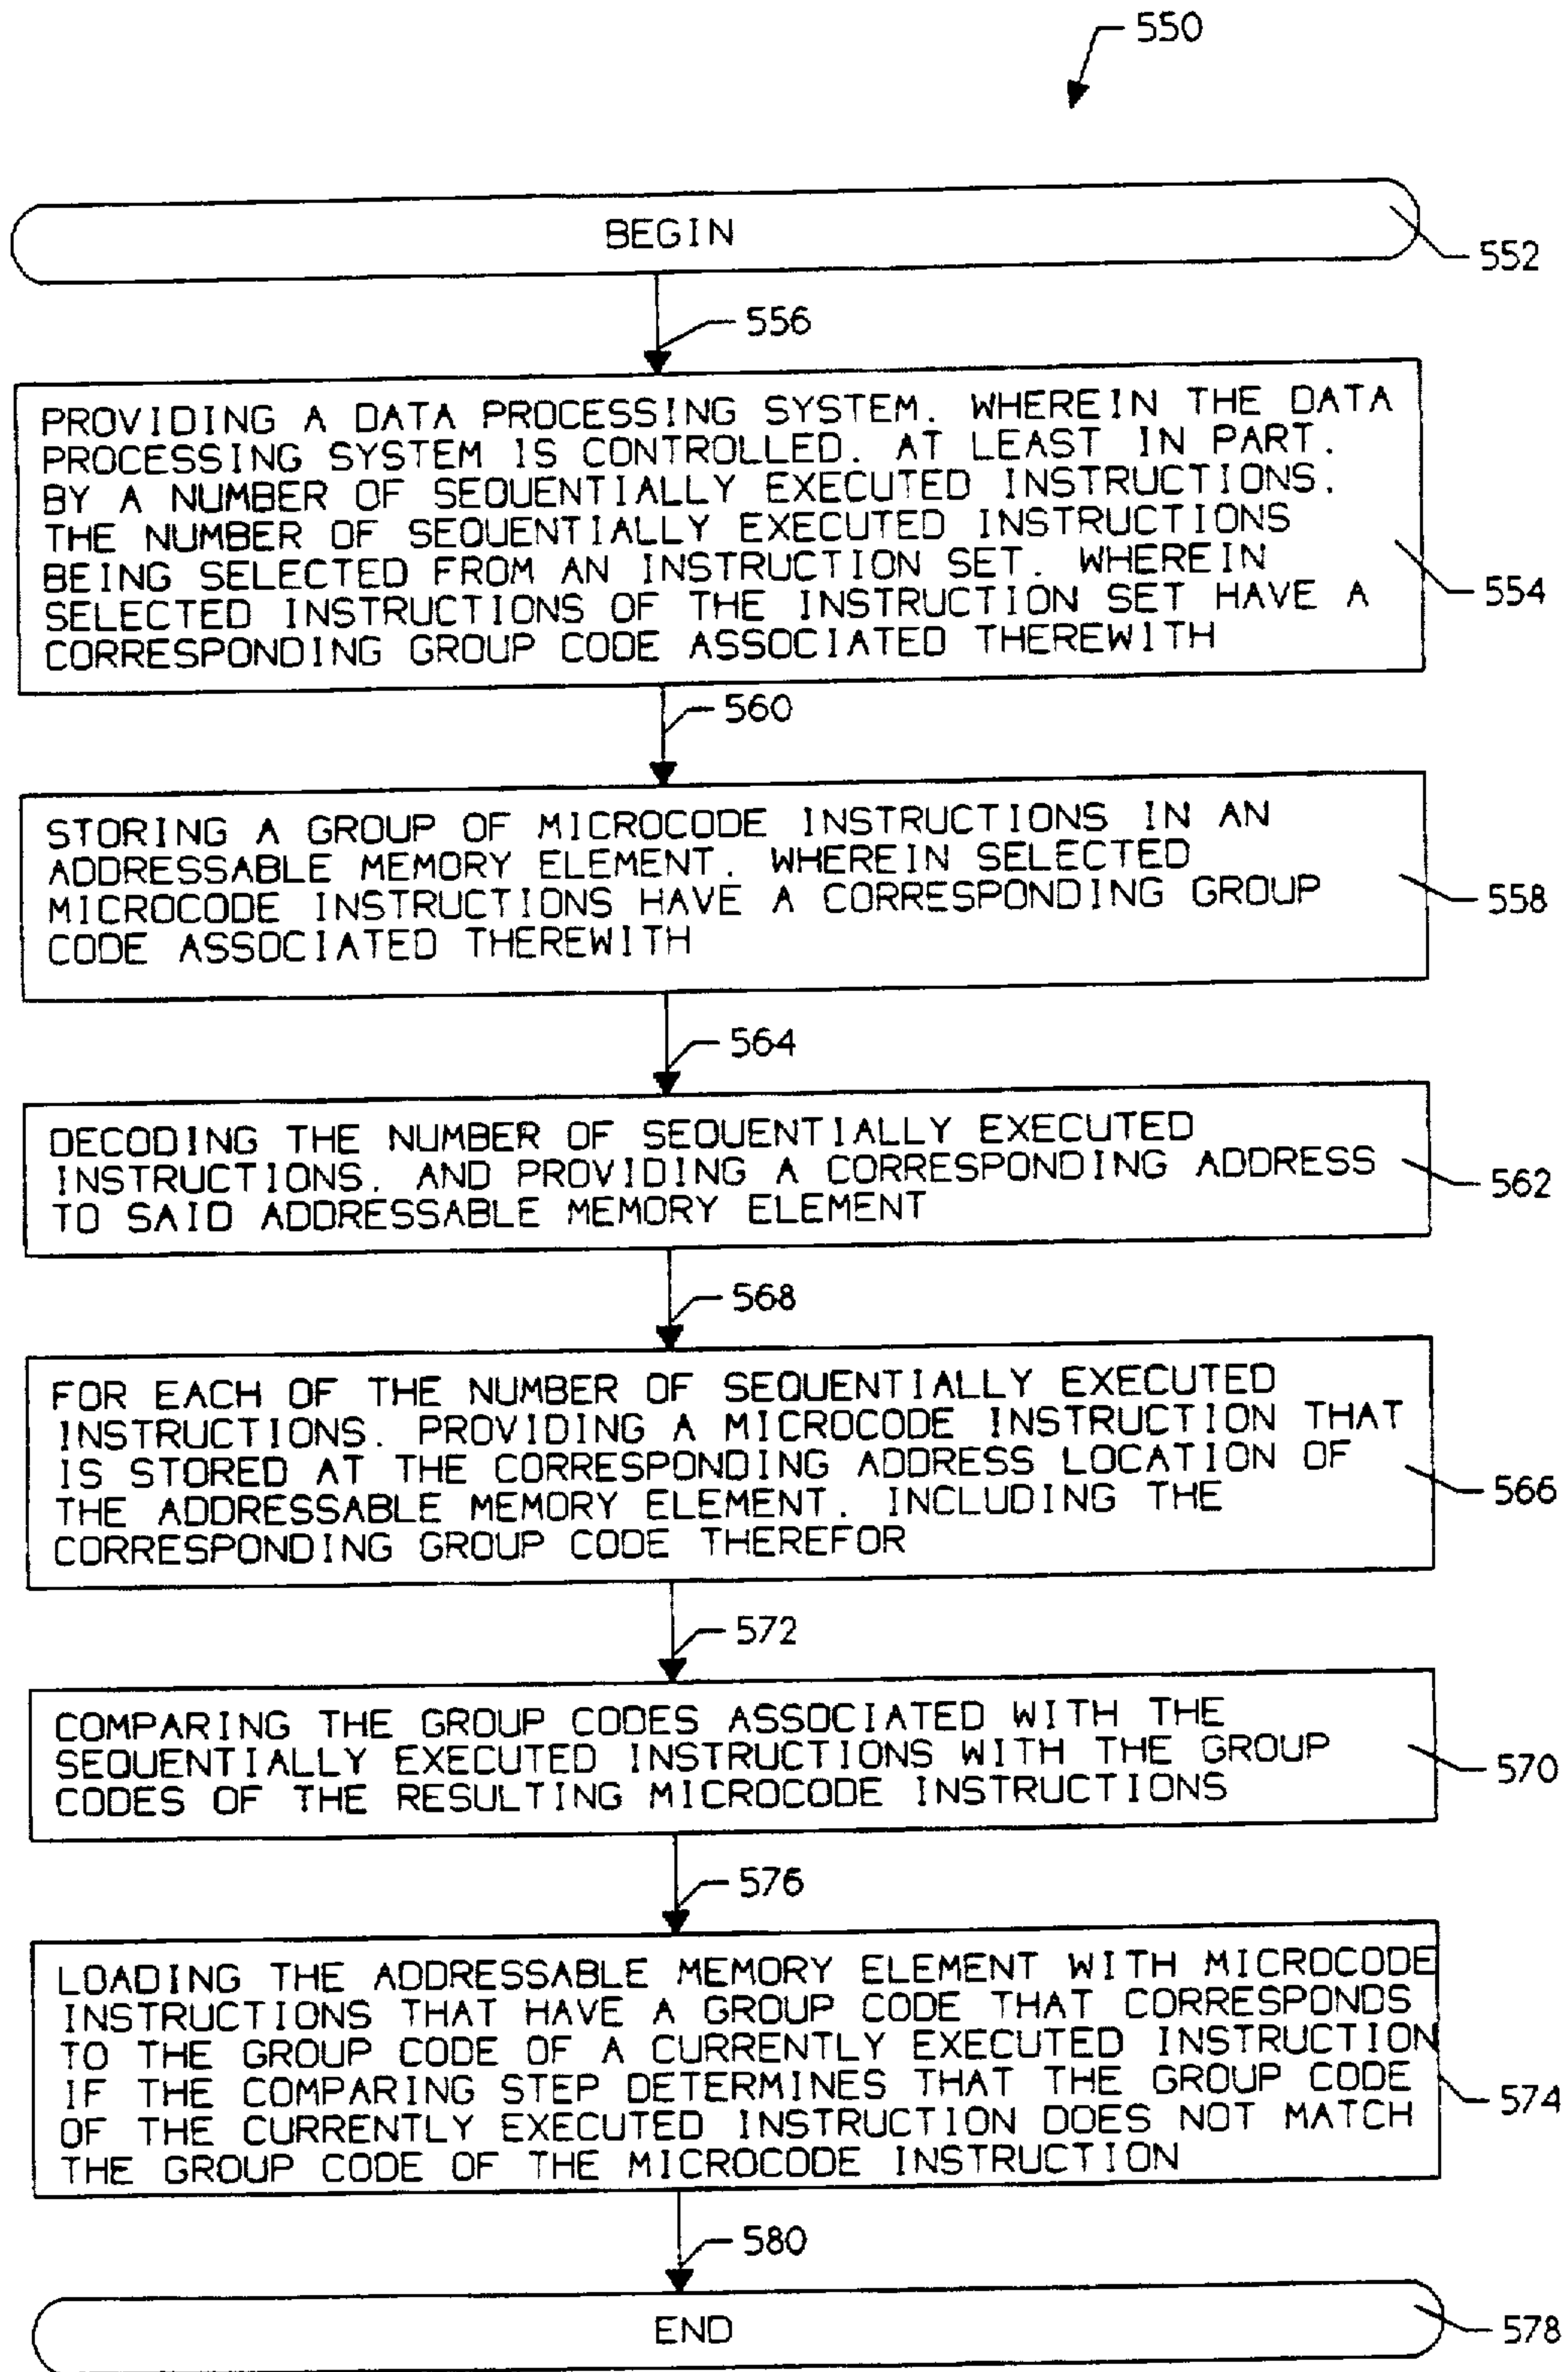 550
BEGIN
552
556
PROVIDING A DATA PROCESSING SYSTEM. WHEREIN THE DATA
PROCESSING SYSTEM IS CONTROLLED. AT LEAST IN PART.
BY A NUMBER OF SEQUENTIALLY EXECUTED INSTRUCTIONS.
THE NUMBER OF SEQUENTIALLY EXECUTED INSTRUCTIONS
BEING SELECTED FROM AN INSTRUCTION SET. WHEREIN
SELECTED INSTRUCTIONS OF THE INSTRUCTION SET HAVE A
CORRESPONDING GROUP CODE ASSOCIATED THEREWITH
554
560
STORING A GROUP OF MICROCODE INSTRUCTIONS IN AN
ADDRESSABLE MEMORY ELEMENT. WHEREIN SELECTED
MICROCODE INSTRUCTIONS HAVE A CORRESPONDING GROUP
CODE ASSOCIATED THEREWITH
558
564
DECODING THE NUMBER OF SEQUENTIALLY EXECUTED
INSTRUCTIONS. AND PROVIDING A CORRESPONDING ADDRESS
TO SAID ADDRESSABLE MEMORY ELEMENT
562
568
FOR EACH OF THE NUMBER OF SEQUENTIALLY EXECUTED
INSTRUCTIONS. PROVIDING A MICROCODE INSTRUCTION THAT
IS STORED AT THE CORRESPONDING ADDRESS LOCATION OF
THE ADDRESSABLE MEMORY ELEMENT. INCLUDING THE
CORRESPONDING GROUP CODE THEREFOR
566
572
COMPARING THE GROUP CODES ASSOCIATED WITH THE
SEQUENTIALLY EXECUTED INSTRUCTIONS WITH THE GROUP
CODES OF THE RESULTING MICROCODE INSTRUCTIONS
570
576
LOADING THE ADDRESSABLE MEMORY ELEMENT WITH MICROCODE
INSTRUCTIONS THAT HAVE A GROUP CODE THAT CORRESPONDS
TO THE GROUP CODE OF A CURRENTLY EXECUTED INSTRUCTION
IF THE COMPARING STEP DETERMINES THAT THE GROUP CODE
OF THE CURRENTLY EXECUTED INSTRUCTION DOES NOT MATCH
THE GROUP CODE OF THE MICROCODE INSTRUCTION
574
580
END
578